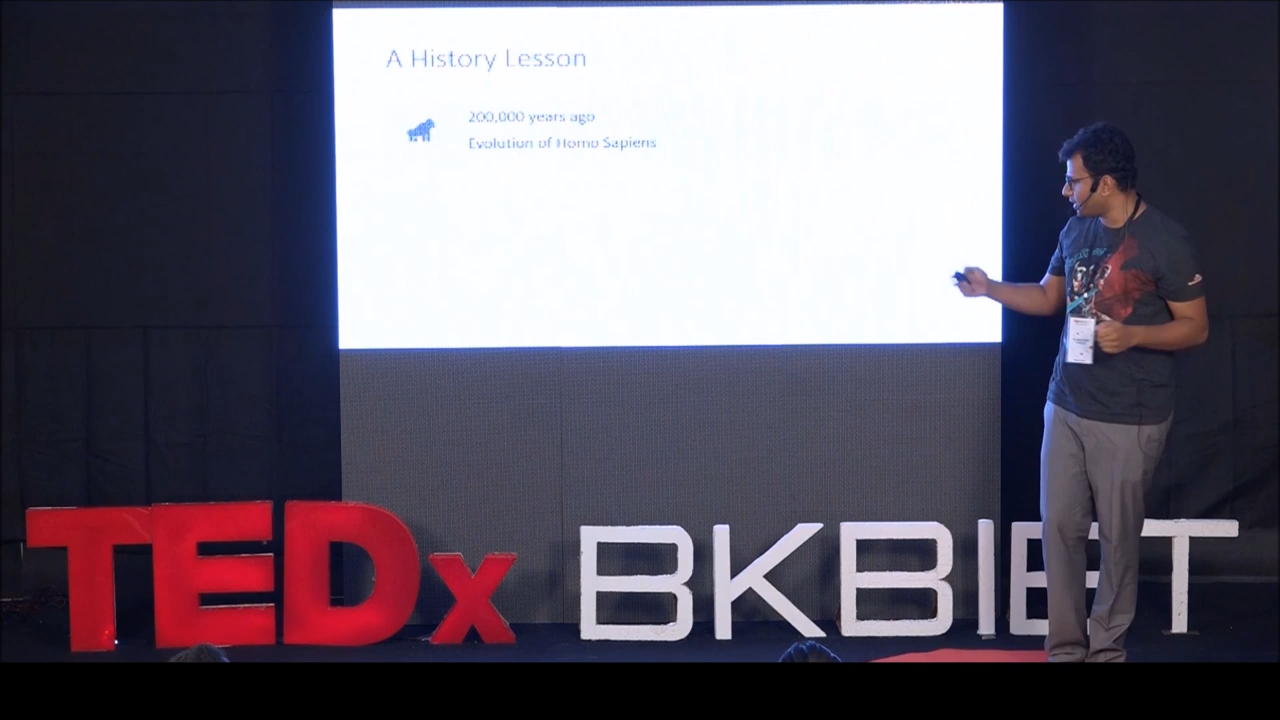 A History Lesson
200,000 years ago
Evolution of Homo Sapiens
TEDx BKBIET